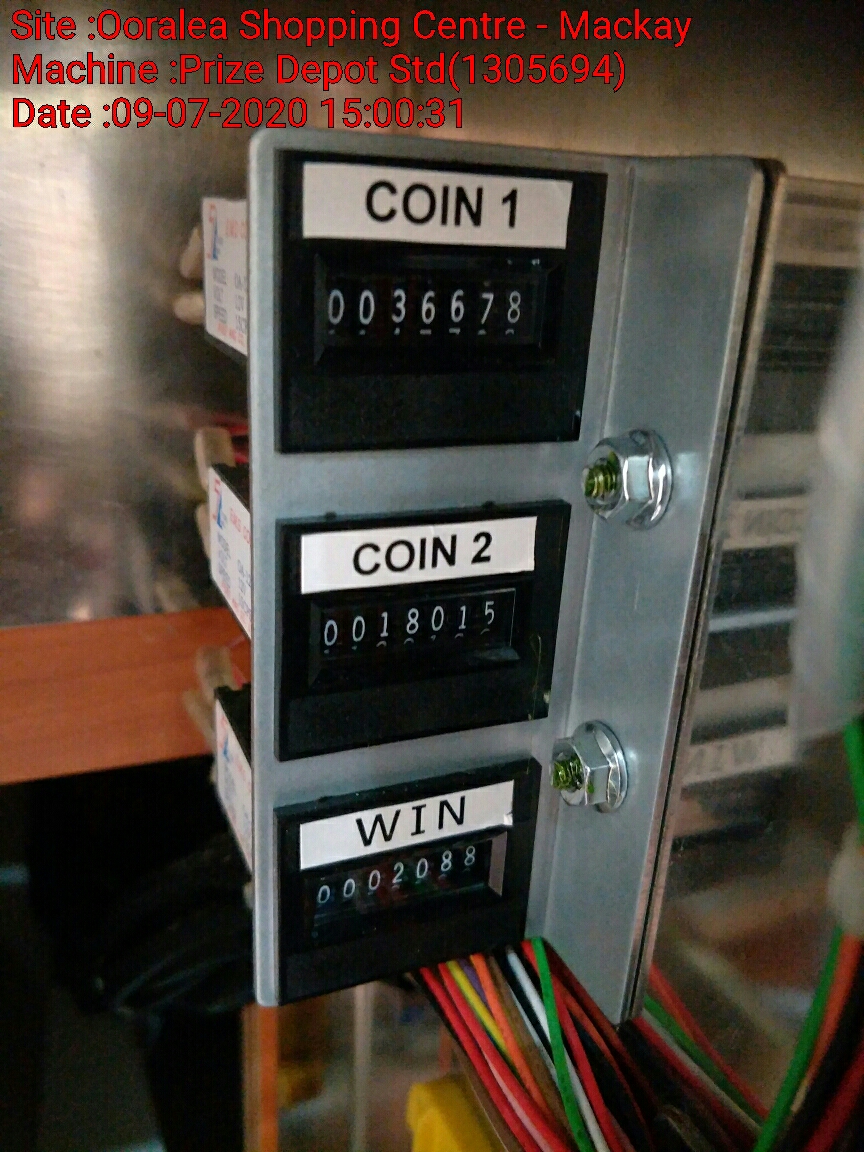 Site :Ooralea Shopping Centre - Mackay
Machine :Prize Depot Std(1305694)
Date :09-07-2020 15:00:31
COIN 1
0036678
COIN 2
0018015
WIN
0002088